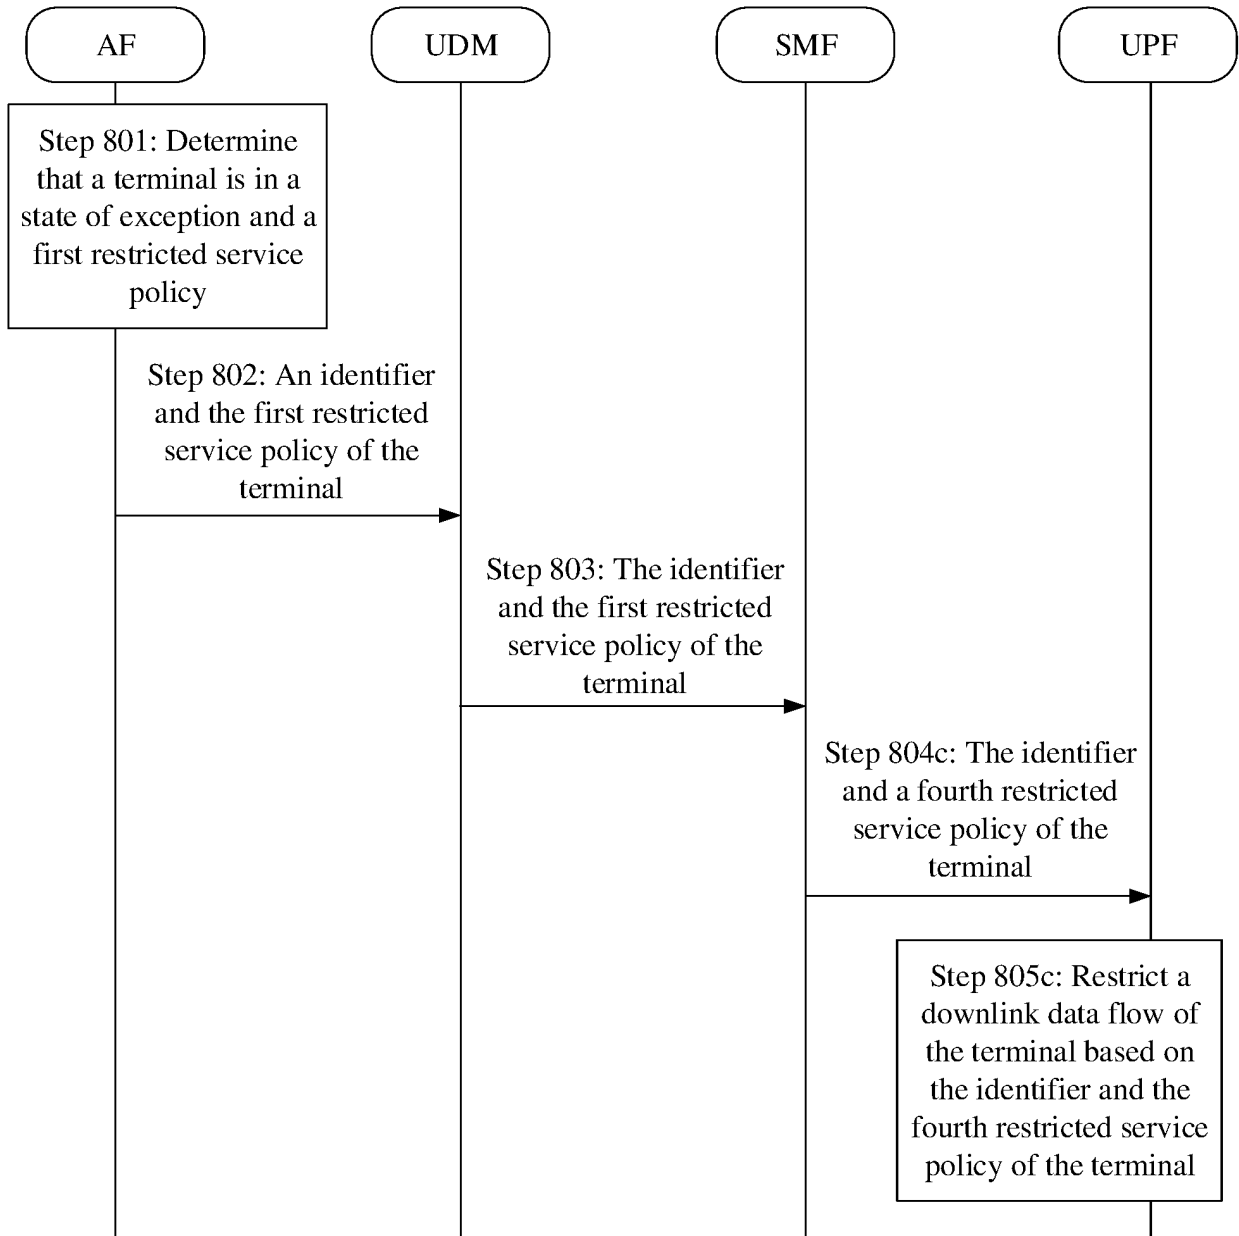 AF
UDM
SMF
UPF
Step 801: Determine
that a terminal is in a
state of exception and a
first restricted service
policy
Step 802: An identifier
and the first restricted
service policy of the
terminal
Step 803: The identifier
and the first restricted
service policy of the
terminal
Step 804c: The identifier
and a fourth restricted
service policy of the
terminal
Step 805c: Restrict a
downlink data flow of
the terminal based on
the identifier and the
fourth restricted service
policy of the terminal